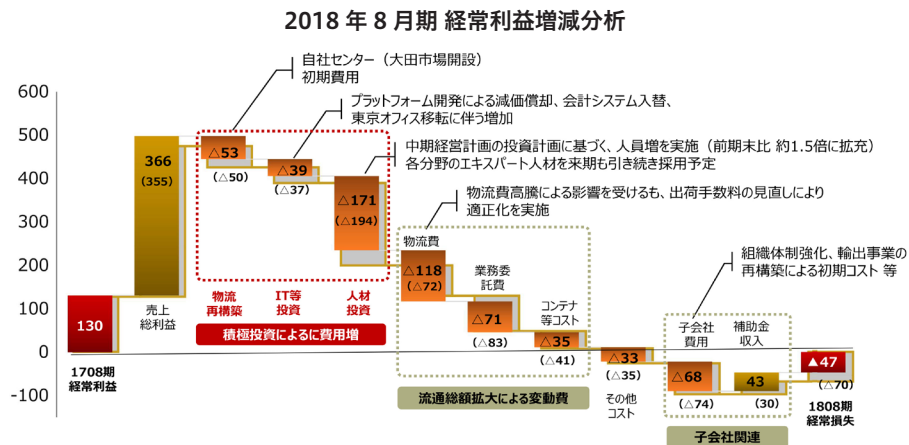 2018 年 8 月期 経常利益増減分析
自社センター（大田市場開設）
初期費用
プラットフォーム開発による減価償却、会計システム入替、
東京オフィス移転に伴う増加
中期経営計画の投資計画に基づく、人員増を実施（前期末比 約1.5倍に拡充）
各分野のエキスパート人材を来期も引き続き採用予定
物流費高騰による影響を受けるも、出荷手数料の見直しにより
適正化を実施
組織体制強化、輸出事業の
再構築による初期コスト 等
600
500
400
300
200
100
0
-100
130
1708期
経常利益
366
(355)
売上
総利益
△53
(△50)
物流
再構築
△39
(△37)
IT等
投資
△171
(△194)
人材
投資
積極投資によるに費用増
物流費
△118
(△72)
業務委
託費
△71
(△83)
コンテナ
等コスト
△35
(△41)
流通総額拡大による変動費
△33
(△35)
その他
コスト
子会社
費用
△68
(△74)
補助金
収入
43
(30)
子会社関連
▲47
(△70)
1808期
経常損失